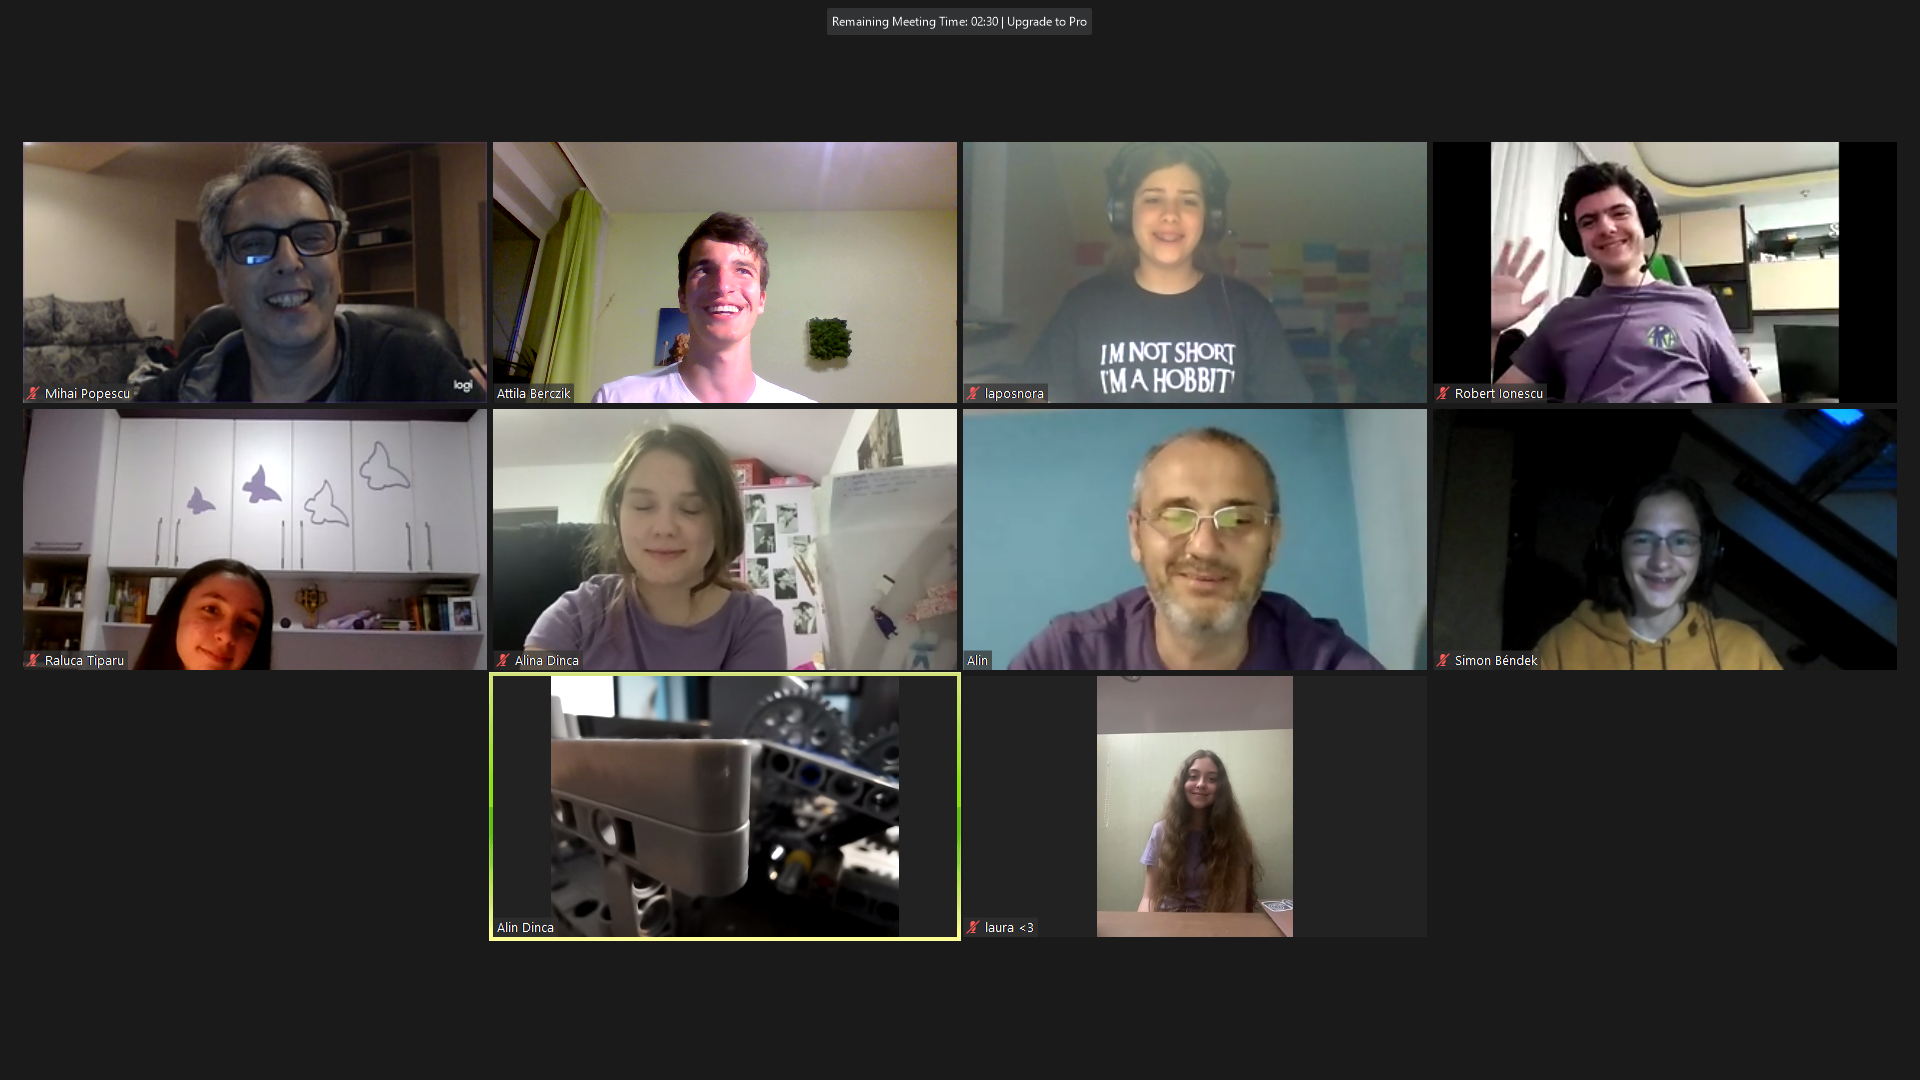 Remaining Meeting Time: 02:30 | Upgrade to Pro
logi
Mihai Popescu
Attila Berczik
I'M NOT SHORT
I'M A HOBBIT
laposnora
Robert Ionescu
Raluca Tiparu
Alina Dinca
Alin
Simon Béndek
Alin Dinca
laura <3